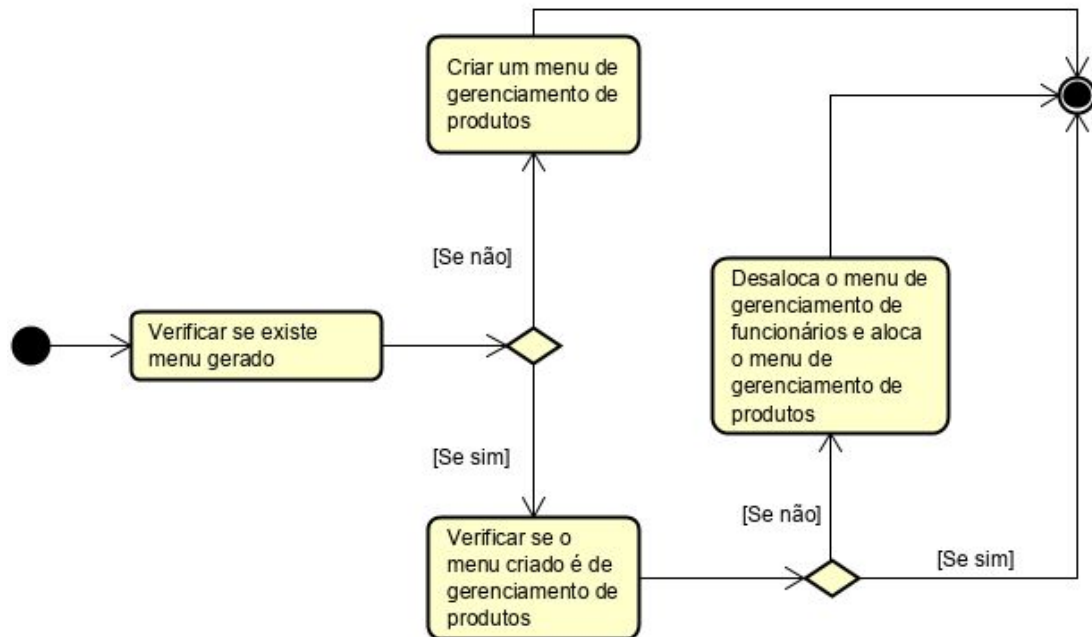 Criar um menu de
gerenciamento de
produtos
[Se não]
Verificar se existe
menu gerado
Desaloca o menu de
gerenciamento de
funcionários e aloca
o menu de
gerenciamento de
produtos
[Se sim]
Verificar se o
menu criado é de
gerenciamento de
produtos
[Se não]
[Se sim]